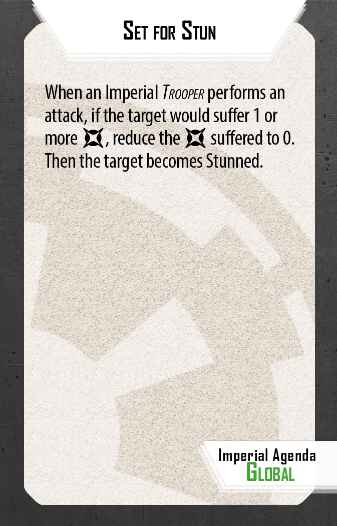 Set for Stun
When an Imperial Trooper performs an
attack, if the target would suffer 1 or
more , reduce the suffered to 0.
Then the target becomes Stunned.
Imperial Agenda
Global